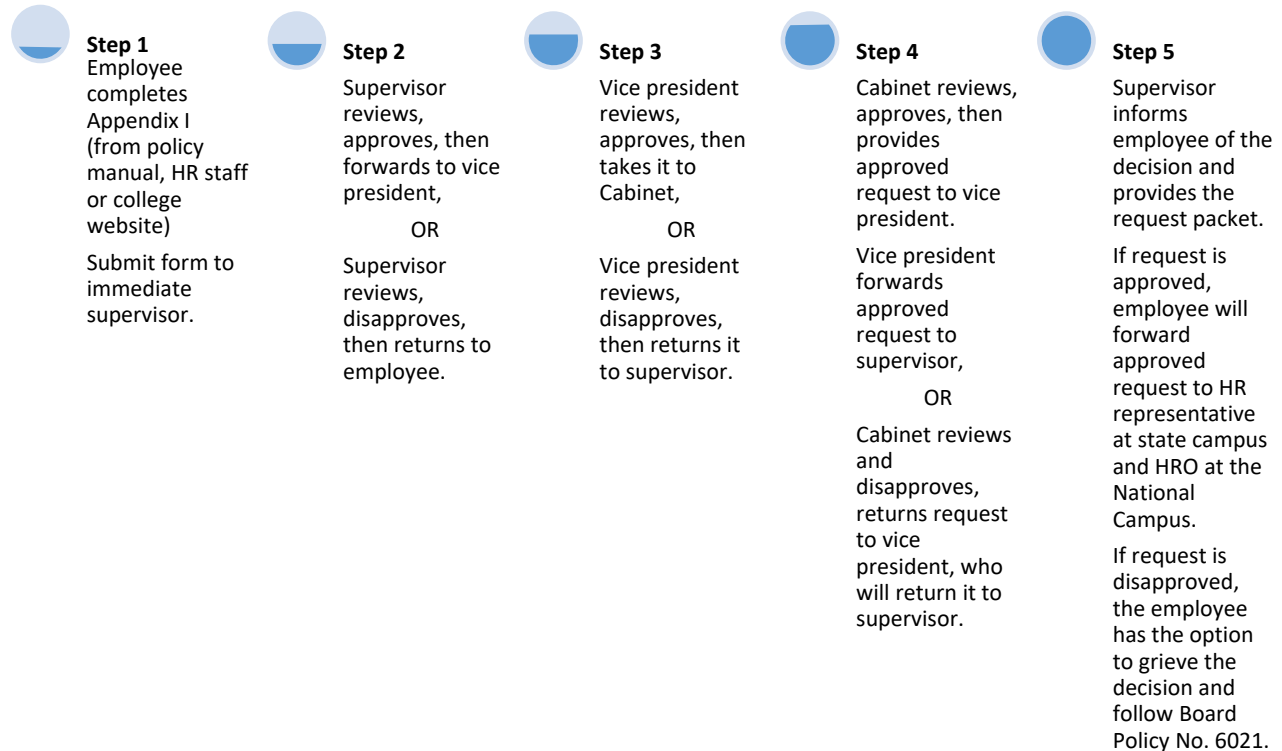 Step 1
Employee
completes
Appendix I
(from policy
manual, HR staff
or college
website)
Submit form to
immediate
supervisor.
Step 2
Supervisor
reviews,
approves, then
forwards to vice
president,
OR
Supervisor
reviews,
disapproves,
then returns to
employee.
Step 3
Vice president
reviews,
approves, then
takes it to
Cabinet,
OR
Vice president
reviews,
disapproves,
then returns it
to supervisor.
Step 4
Cabinet reviews,
approves, then
provides
approved
request to vice
president.
Vice president
forwards
approved
request to
supervisor,
OR
Cabinet reviews
and
disapproves,
returns request
to vice
president, who
will return it to
supervisor.
Step 5
Supervisor
informs
employee of the
decision and
provides the
request packet.
If request is
approved,
employee will
forward
approved
request to HR
representative
at state campus
and HRO at the
National
Campus.
If request is
disapproved,
the employee
has the option
to grieve the
decision and
follow Board
Policy No. 6021.